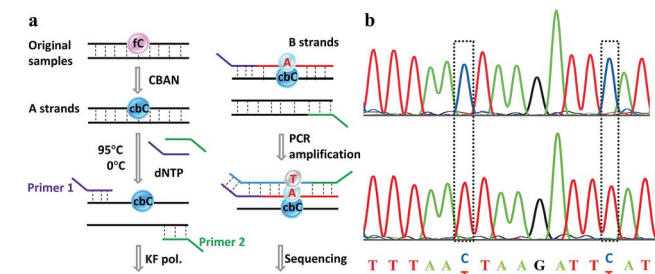 a
Original
samples
fC
CBAN
A strands
cbC
95°C
0°C
dNTP
Primer 1
cbC
Primer 2
KF pol.
B strands
A
cbC
PCR
amplification
T
A
cbC
Sequencing
b
T T T A A C T A A G A T T C A T
T T